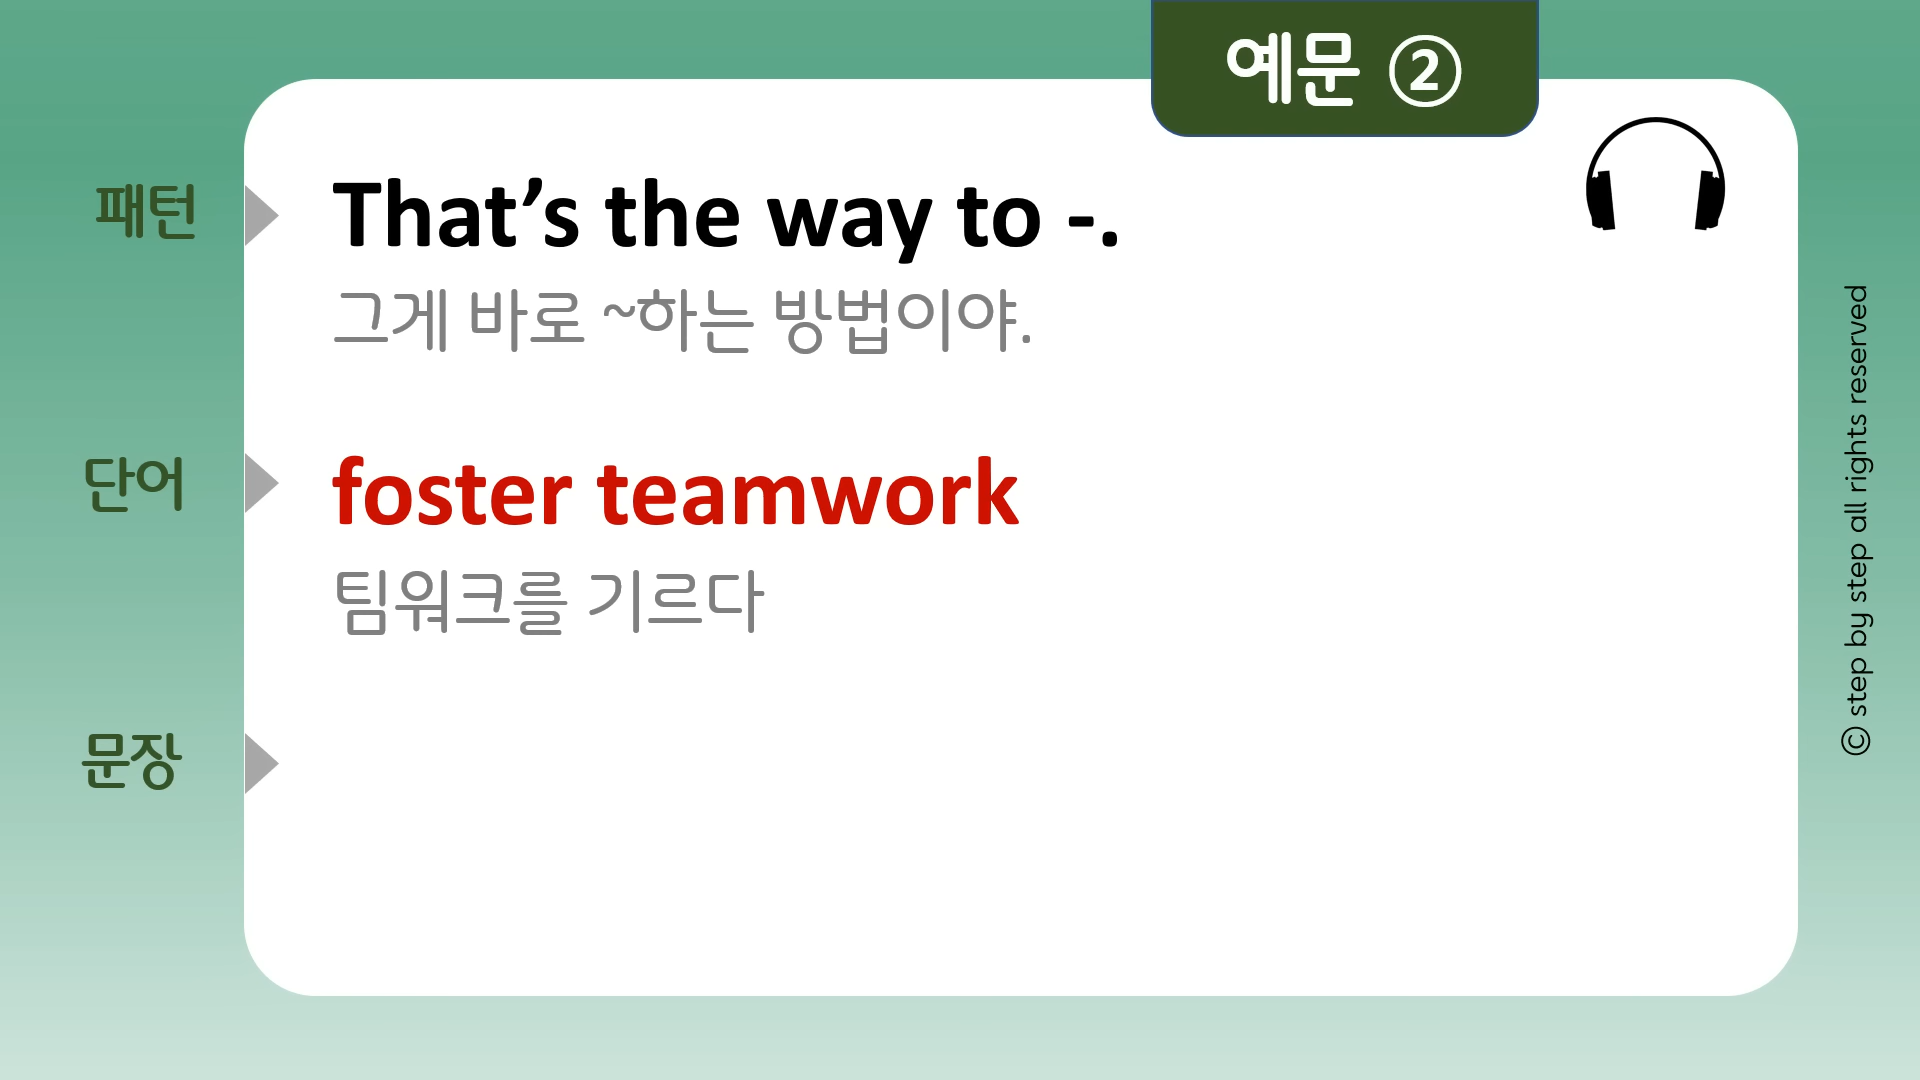 예문 ②
패턴
That’s the way to -.
그게 바로 ~하는 방법이야.
단어
foster teamwork
팀워크를 기르다
문장
© step by step all rights reserved